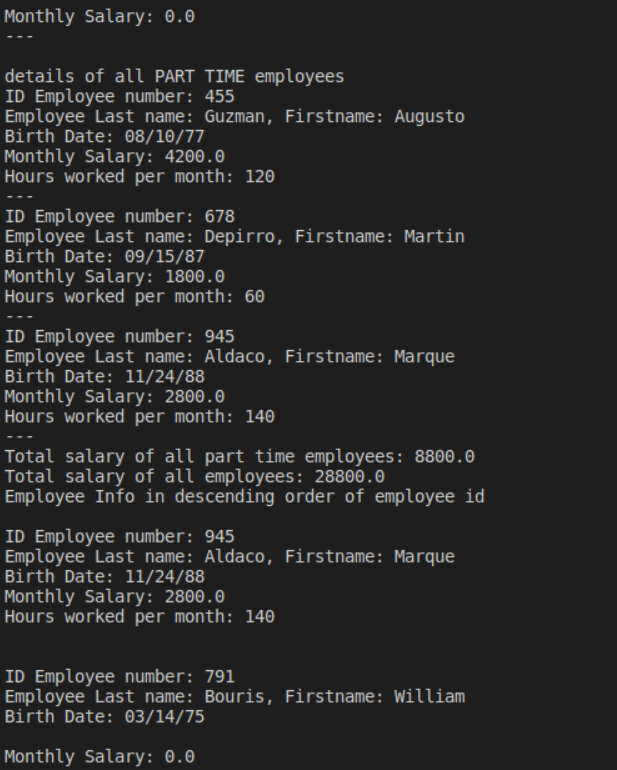 Monthly Salary: 0.0
---
details of all PART TIME employees
ID Employee number: 455
Employee Last name: Guzman, Firstname: Augusto
Birth Date: 08/10/77
Monthly Salary: 4200.0
Hours worked per month: 120
---
ID Employee number: 678
Employee Last name: Depirro, Firstname: Martin
Birth Date: 09/15/87
Monthly Salary: 1800.0
Hours worked per month: 60
---
ID Employee number: 945
Employee Last name: Aldaco, Firstname: Marque
Birth Date: 11/24/88
Monthly Salary: 2800.0
Hours worked per month: 140
---
Total salary of all part time employees: 8800.0
Total salary of all employees: 28800.0
Employee Info in descending order of employee id
ID Employee number: 945
Employee Last name: Aldaco, Firstname: Marque
Birth Date: 11/24/88
Monthly Salary: 2800.0
Hours worked per month: 140
ID Employee number: 791
Employee Last name: Bouris, Firstname: William
Birth Date: 03/14/75
Monthly Salary: 0.0